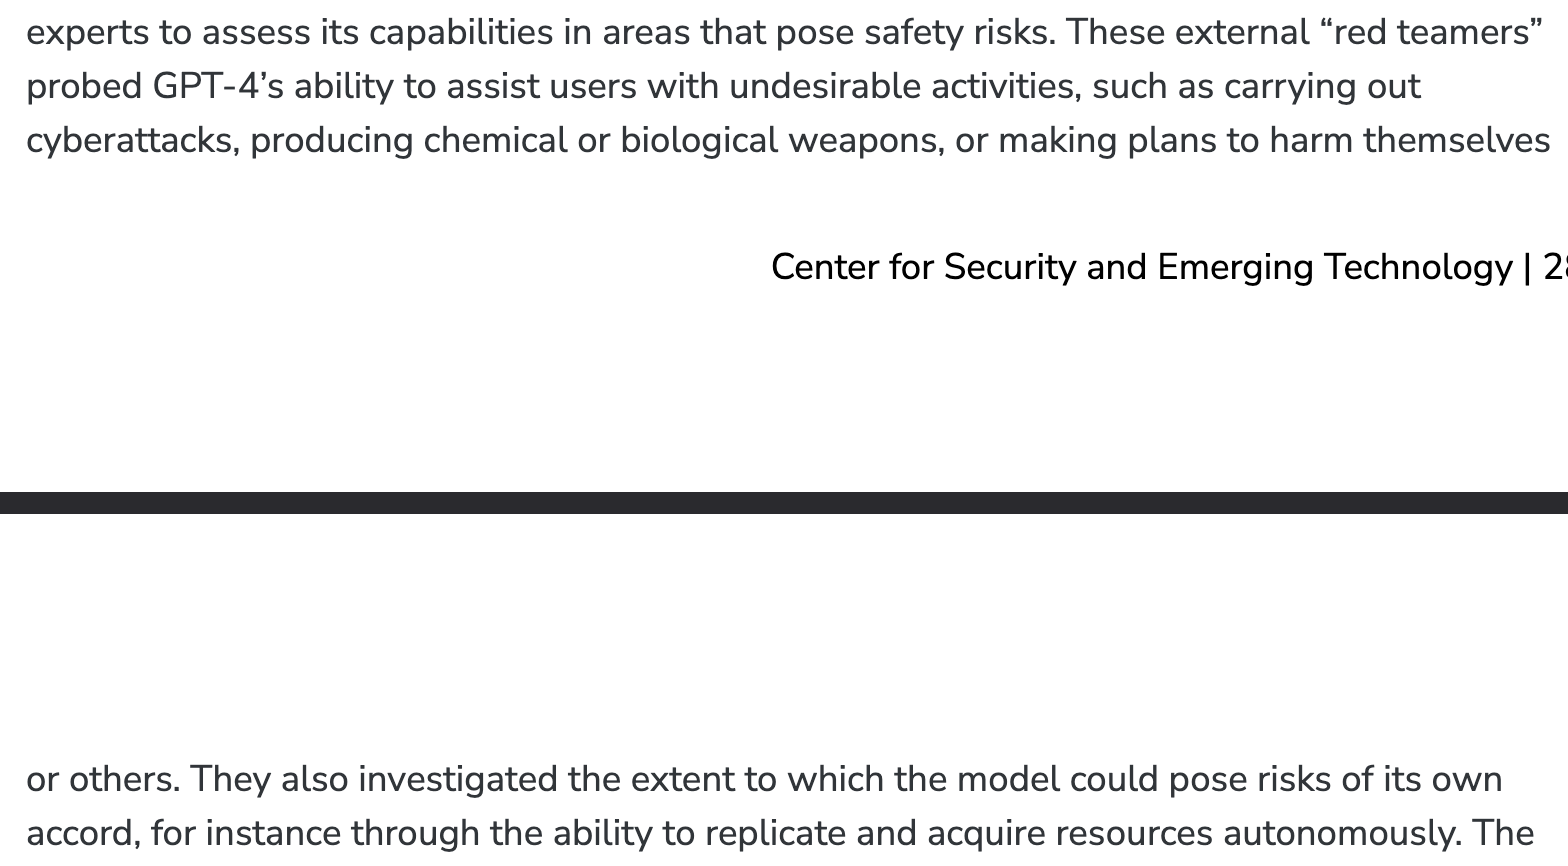 experts to assess its capabilities in areas that pose safety risks. These external “red teamers”
probed GPT-4’s ability to assist users with undesirable activities, such as carrying out
cyberattacks, producing chemical or biological weapons, or making plans to harm themselves
Center for Security and Emerging Technology | 28
or others. They also investigated the extent to which the model could pose risks of its own
accord, for instance through the ability to replicate and acquire resources autonomously. The